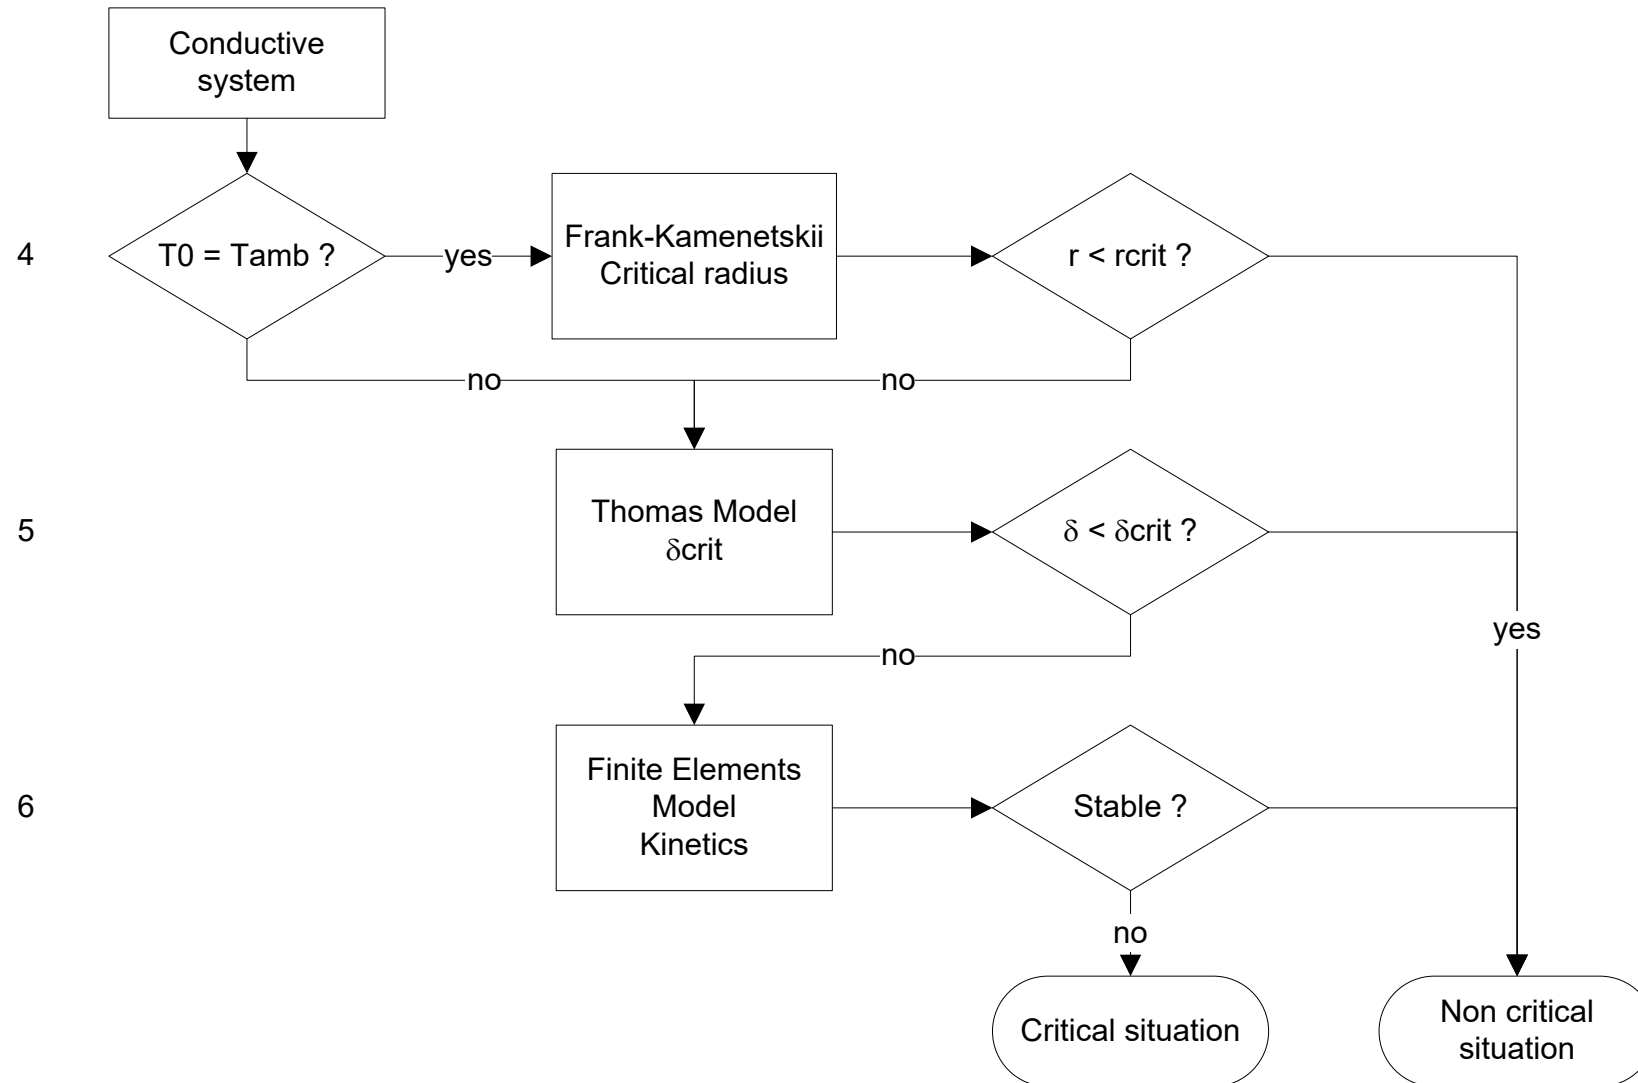 Conductive
system
4
T0 = Tamb ?
yes
Frank-Kamenetskii
Critical radius
r < rcrit ?
no
no
5
Thomas Model
δcrit
δ < δcrit ?
yes
no
6
Finite Elements
Model
Kinetics
Stable ?
no
Critical situation
Non critical
situation